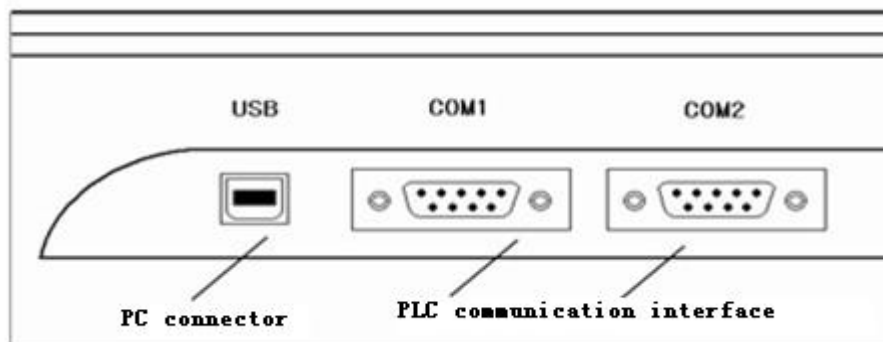 USB
COM1
COM2
PC connector
PLC communication interface